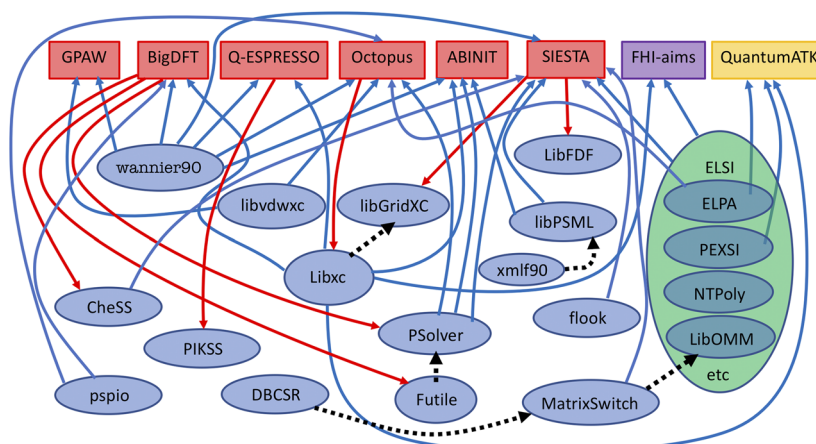 GPAW
BigDFT
Q-ESPRESSO
Octopus
ABINIT
SIESTA
FHI-aims
QuantumATK
wannier90
LibFDF
ELSI
libvdwxc
libGridXC
libPSML
ELPA
PEXSI
Libxc
xmlf90
NTPoly
CheSS
PSolver
flook
LibOMM
PIKSS
etc
pspio
DBCSR
Futile
MatrixSwitch